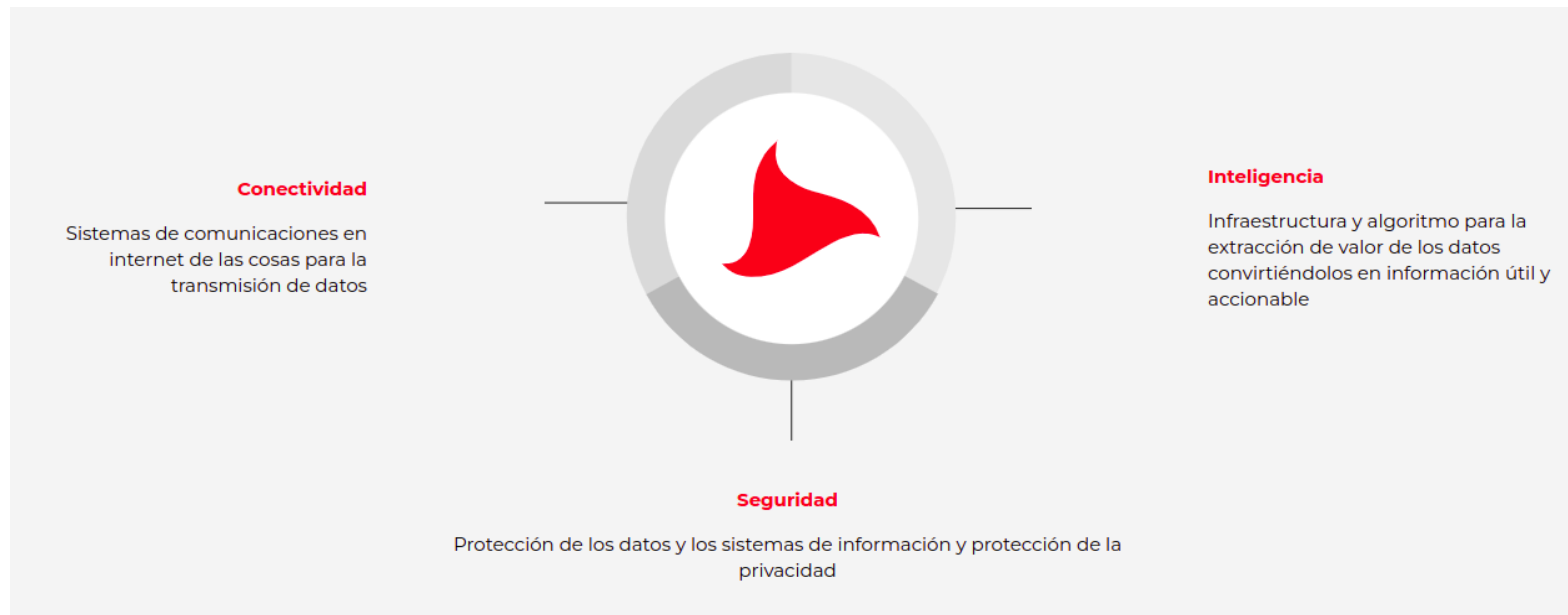 Conectividad
Sistemas de comunicaciones en
internet de las cosas para la
transmisión de datos
Inteligencia
Infraestructura y algoritmo para la
extracción de valor de los datos
convirtiéndolos en información útil y
accionable
Seguridad
Protección de los datos y los sistemas de información y protección de la
privacidad